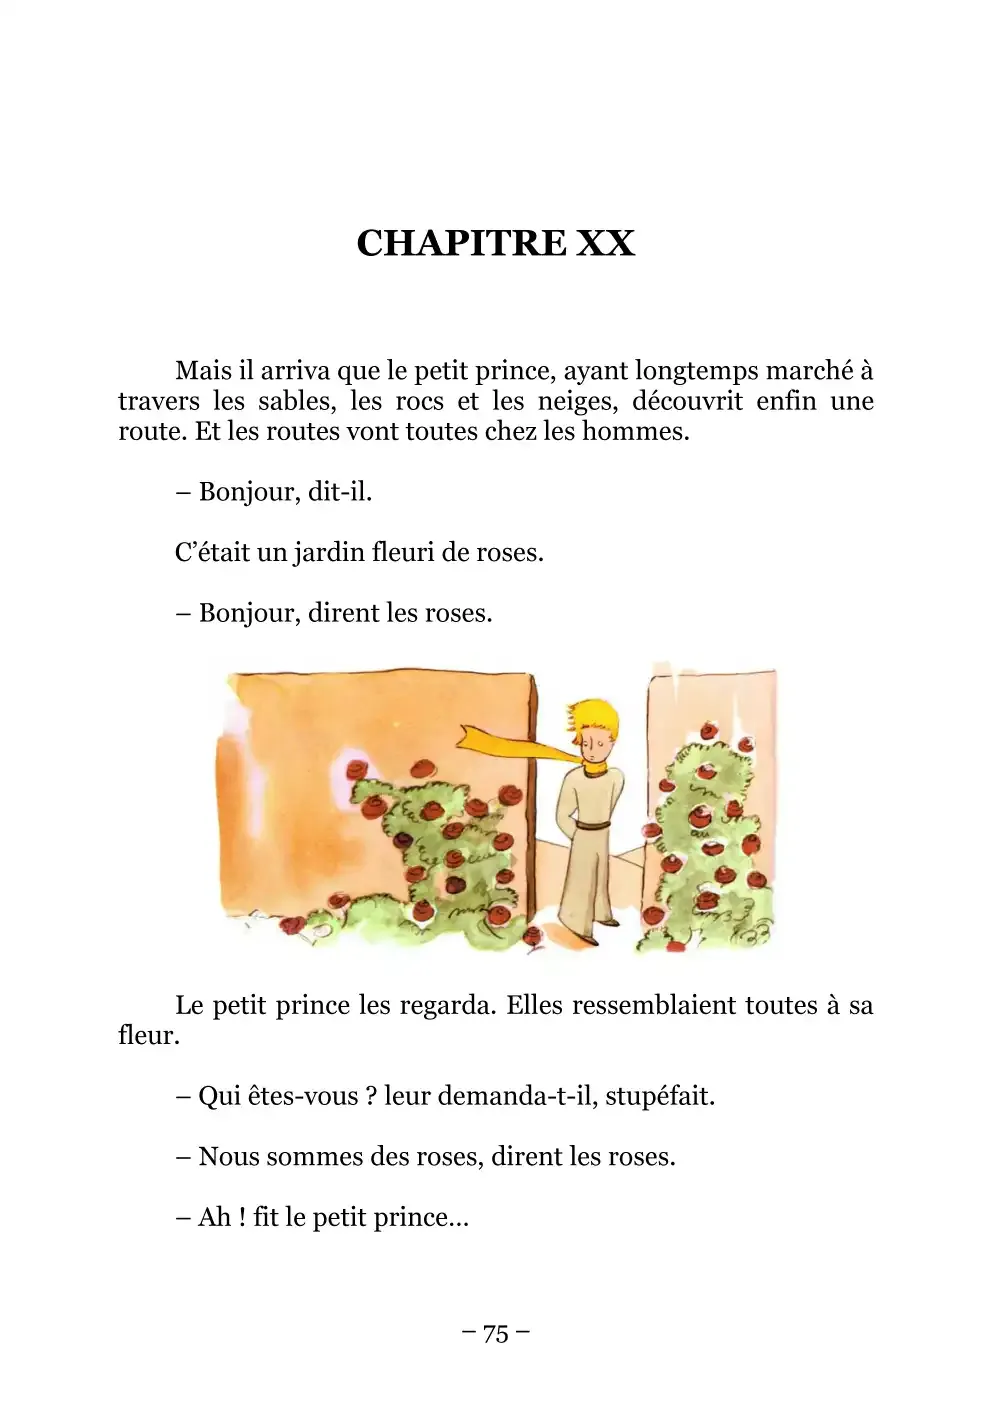 CHAPITRE XX
Mais il arriva que le petit prince, ayant longtemps marché à
travers les sables, les rocs et les neiges, découvrit enfin une
route. Et les routes vont toutes chez les hommes.
– Bonjour, dit-il.
C’était un jardin fleuri de roses.
– Bonjour, dirent les roses.
Le petit prince les regarda. Elles ressemblaient toutes à sa
fleur.
– Qui êtes-vous ? leur demanda-t-il, stupéfait.
– Nous sommes des roses, dirent les roses.
– Ah ! fit le petit prince…
– 75 –